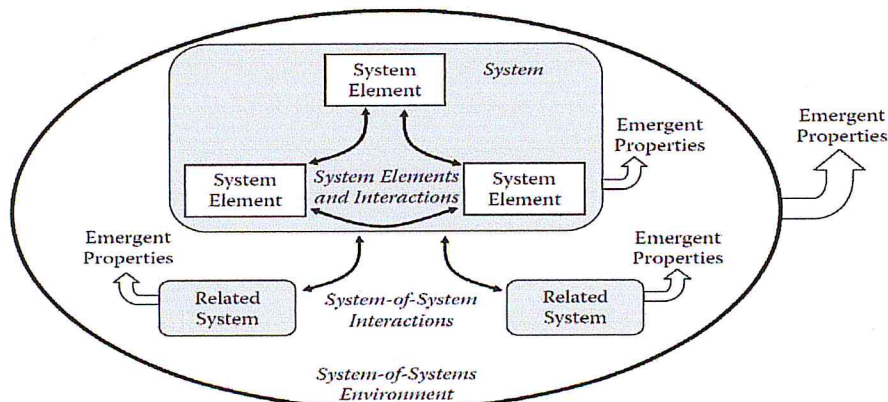 System
Element
System
Emergent
Properties
Emergent
Properties
System
Element
System Elements
and Interactions
System
Element
Emergent
Properties
Emergent
Properties
Related
System
System-of-System
Interactions
Related
System
System-of-Systems
Environment